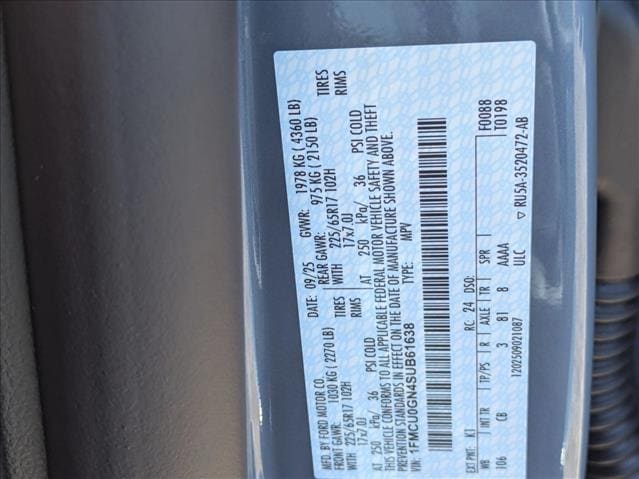 MFD. BY FORD MOTOR CO. DATE: 09/25 GVWR: 1978 KG ( 4360 LB)
FRONT GAWR: 1030 KG ( 2270 LB) REAR GAWR: 975 KG ( 2150 LB)
WITH 225/65R17 102H TIRES WITH 225/65R17 102H TIRES
17x7.0J RIMS 17x7.0J RIMS
AT 250 kPa/ 36 PSI COLD AT 250 kPa/ 36 PSI COLD
THIS VEHICLE CONFORMS TO ALL APPLICABLE FEDERAL MOTOR VEHICLE SAFETY AND THEFT
PREVENTION STANDARDS IN EFFECT ON THE DATE OF MANUFACTURE SHOWN ABOVE.
VIN: 1FMCU0GN4SUB61638 TYPE: MPV
F0088
T0198
EXT PNT: K1 RC: 24 DSO:
WB INT TR TP/PS R AXLE TR SPR
106 CB 3 81 8 AAAA
1202509021087 ULC ▽ RU5A-3520472-AB